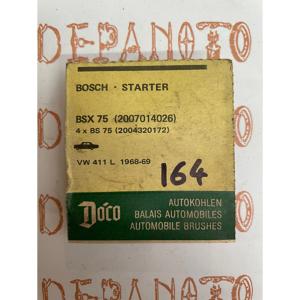 DEPANOTO
BOSCH · STARTER
BSX 75 (2007014026)
4 x BS 75 (2004320172)
VW 411 L 1968-69
164
Dóco
AUTOKOHLEN
BALAIS AUTOMOBILES
AUTOMOBILE BRUSHES
DEPANOTO